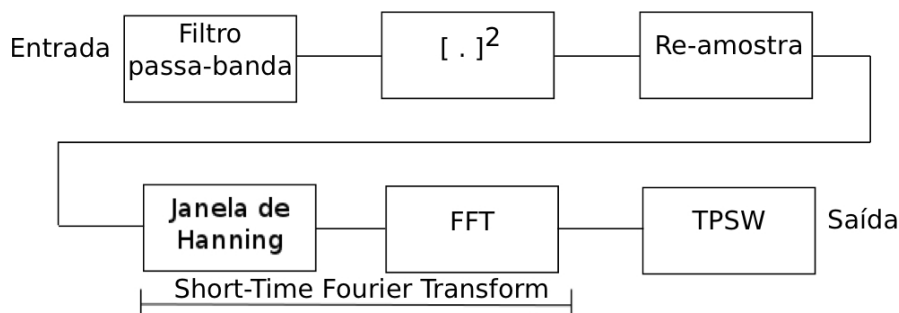 Entrada
Filtro
passa-banda
[ . ]2
Re-amostra
Janela de
Hanning
FFT
TPSW
Saída
Short-Time Fourier Transform